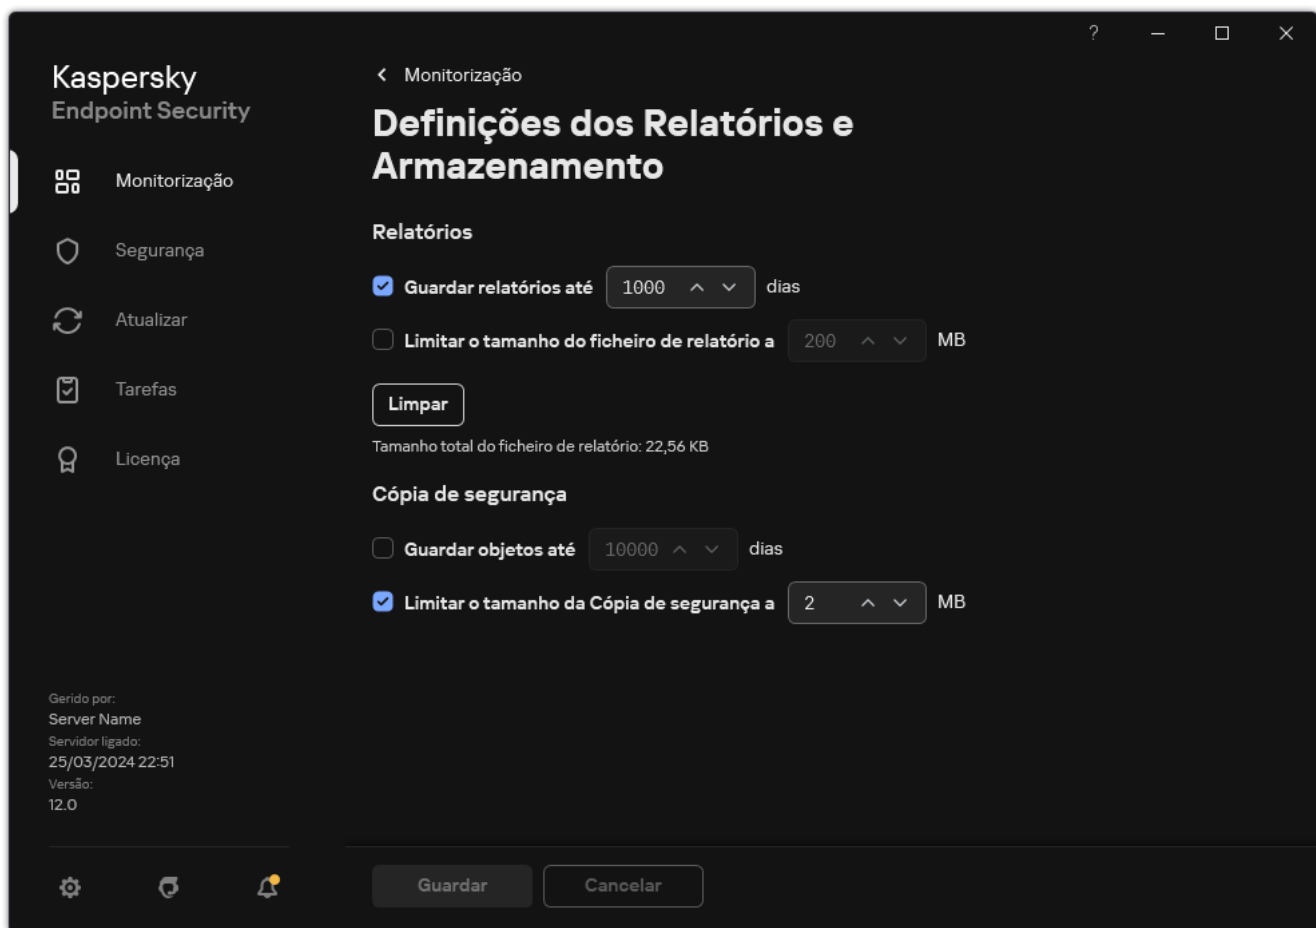 ?
Kaspersky
Endpoint Security
Monitorização
Segurança
Atualizar
Tarefas
Licença
Gerido por:
Server Name
Servidor ligado:
25/03/2024 22:51
Versão:
12.0
Monitorização
Definições dos Relatórios e
Armazenamento
Relatórios
Guardar relatórios até 1000 dias
Limitar o tamanho do ficheiro de relatório a 200 MB
Limpar
Tamanho total do ficheiro de relatório: 22,56 KB
Cópia de segurança
Guardar objetos até 10000 dias
Limitar o tamanho da Cópia de segurança a 2 MB
Guardar Cancelar